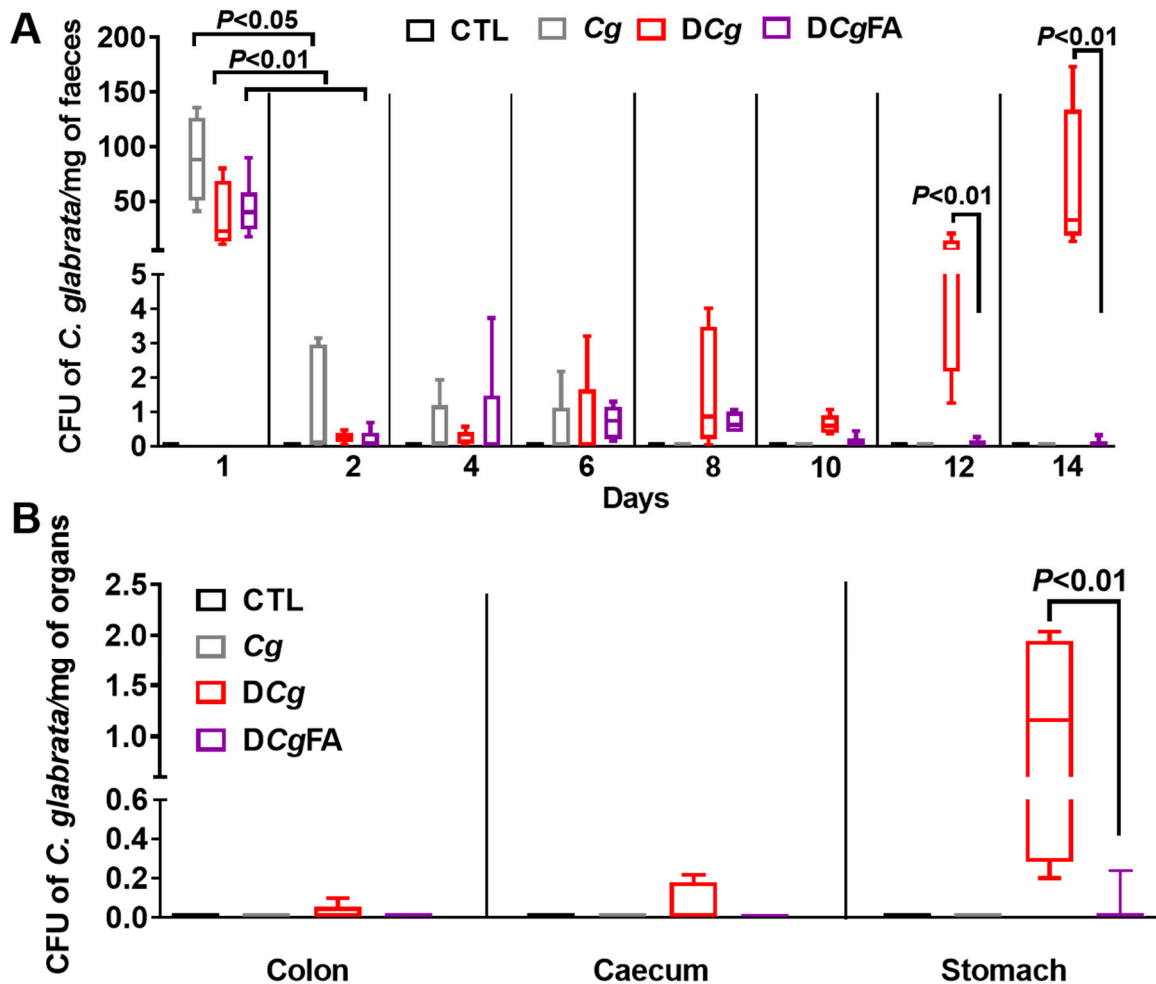 A
CTL Cg DCg DCgFA
P<0.05
P<0.01
P<0.01
P<0.01
CFU of C. glabrata/mg of faeces
200
150
100
50
5
4
3
2
1
0
1 2 4 6 8 10 12 14
Days
B
CFU of C. glabrata/mg of organs
2.5
2.0
1.5
1.0
0.6
0.4
0.2
0.0
CTL
Cg
DCg
DCgFA
P<0.01
Colon Caecum Stomach